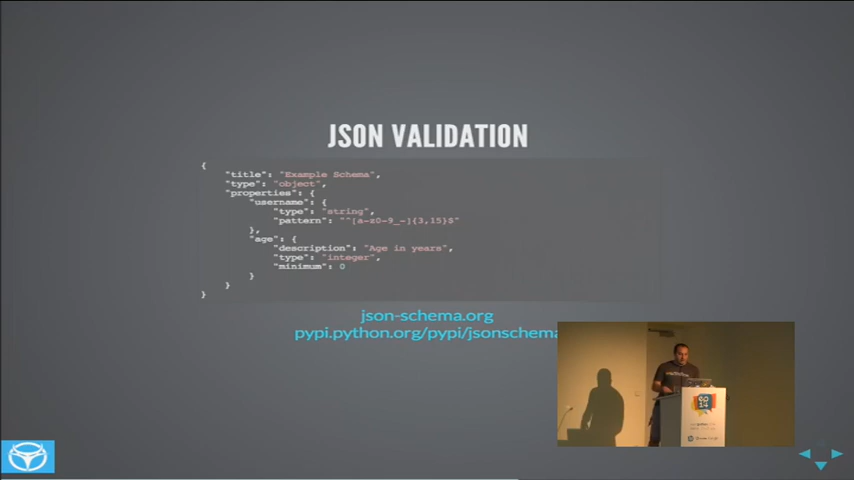 JSON VALIDATION
{
"title": "Example Schema",
"type": "object",
"properties": {
"username": {
"type": "string",
"pattern": "^[a-z0-9_-]{3,15}$"
},
"age": {
"description": "Age in years",
"type": "integer",
"minimum": 0
}
}
}
json-schema.org
pypi.python.org/pypi/jsonschema